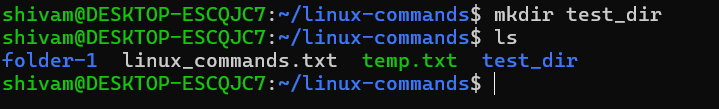 shivam@DESKTOP-ESCQJC7:~/linux-commands$ mkdir test_dir
shivam@DESKTOP-ESCQJC7:~/linux-commands$ ls
folder-1  linux_commands.txt  temp.txt  test_dir
shivam@DESKTOP-ESCQJC7:~/linux-commands$